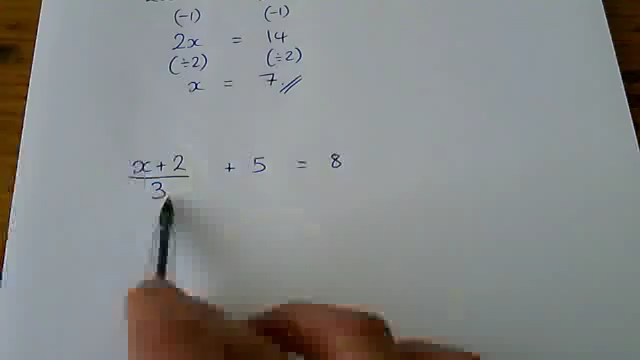 (-1) (-1)
2x = 14
(÷2) (÷2)
x = 7.//
x + 2 + 5 = 8
3